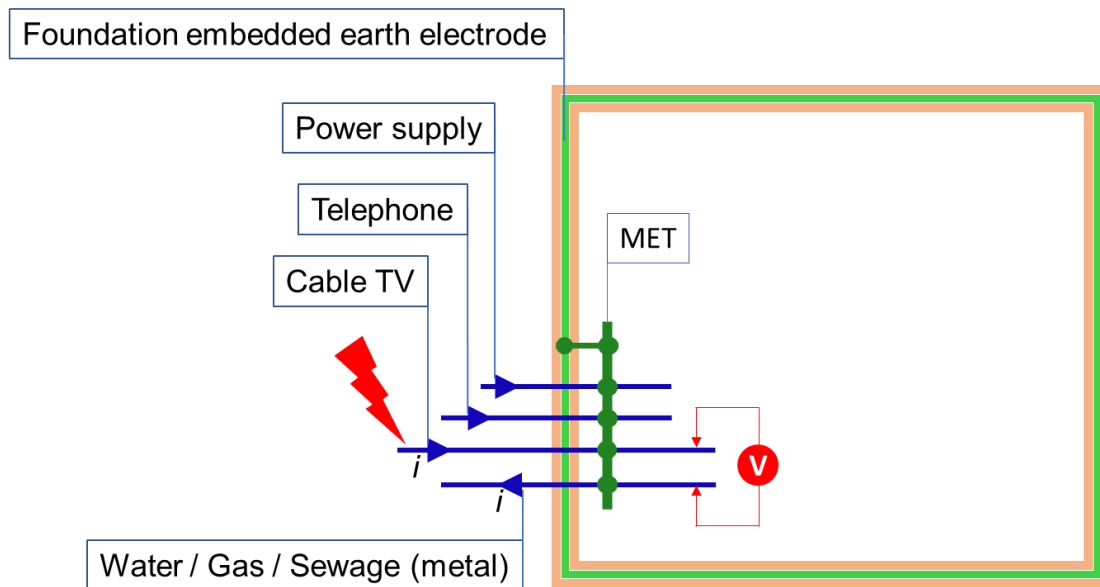 Foundation embedded earth electrode
Power supply
Telephone
MET
Cable TV
i
V
i
Water / Gas / Sewage (metal)